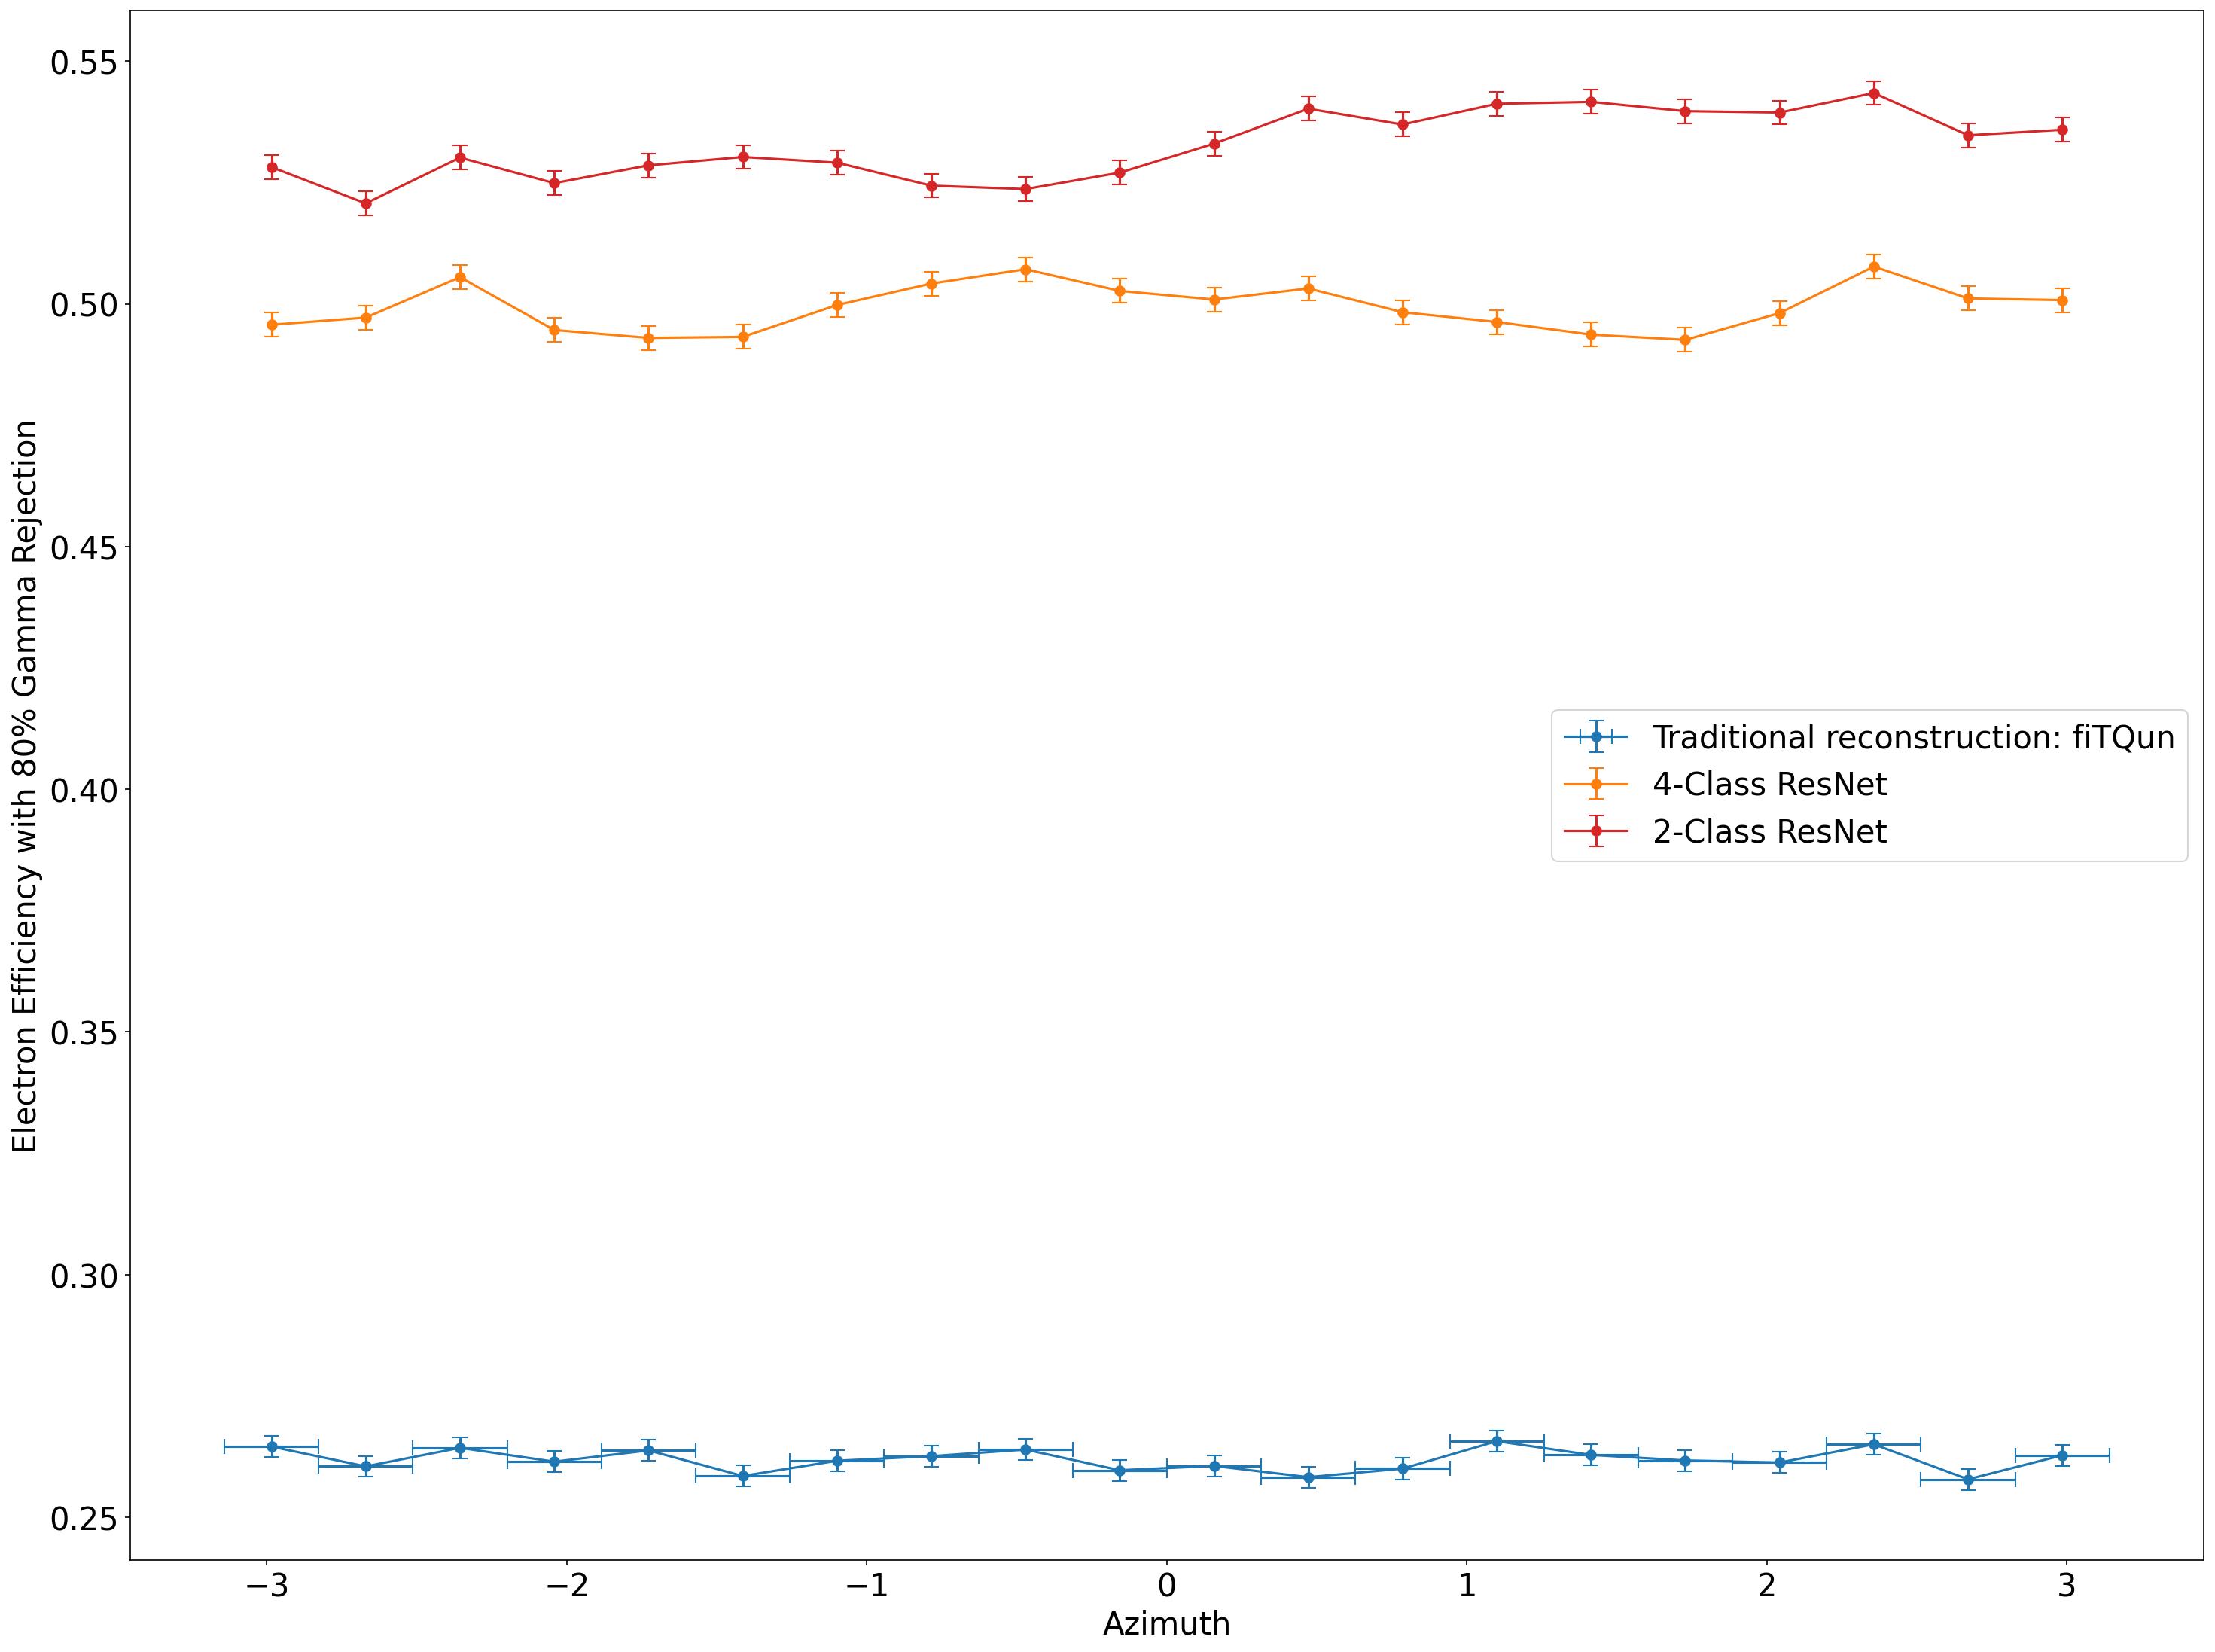 Electron Efficiency with 80% Gamma Rejection
0.55
0.50
0.45
0.40
0.35
0.30
0.25
Traditional reconstruction: fiTQun
4-Class ResNet
2-Class ResNet
−3 −2 −1 0 1 2 3
Azimuth